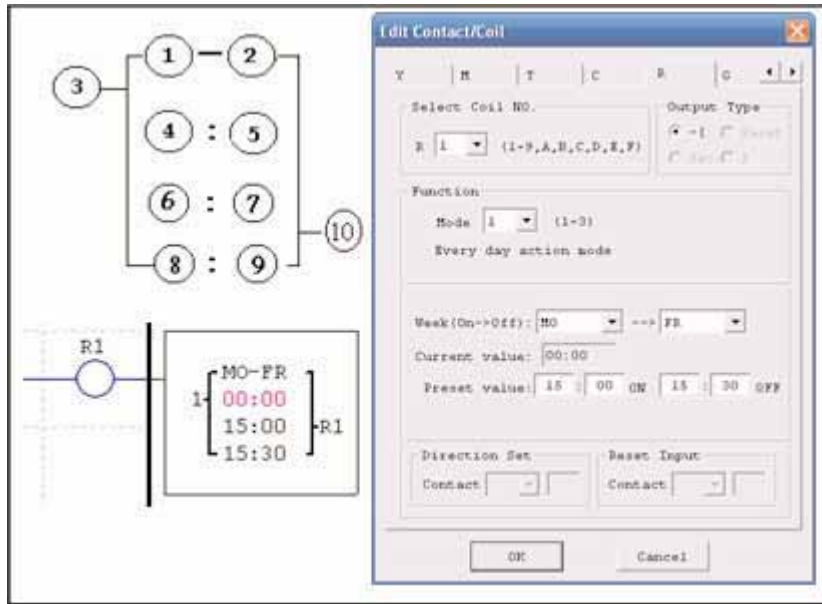 1 — 2
3
4 : 5
6 : 7
8 : 9
10
R1
MO-FR
1
00:00
15:00
R1
15:30
Edit Contact/Coil
Y M T C R G
Select Coil NO.
R 1 (1-9,A,B,C,D,E,F)
Output Type
Reset
Function
Mode 1 (1-3)
Every day action mode
Week(On->Off): MO --> FR
Current value: 00:00
Preset value: 15 : 00 ON 15 : 30 OFF
Direction Set
Contact
Reset Input
Contact
OK
Cancel